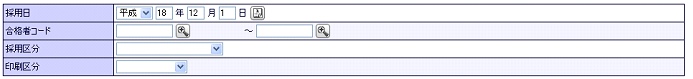 採用日 平成 18 年 12 月 1 日
合格者コード ～
採用区分
印刷区分